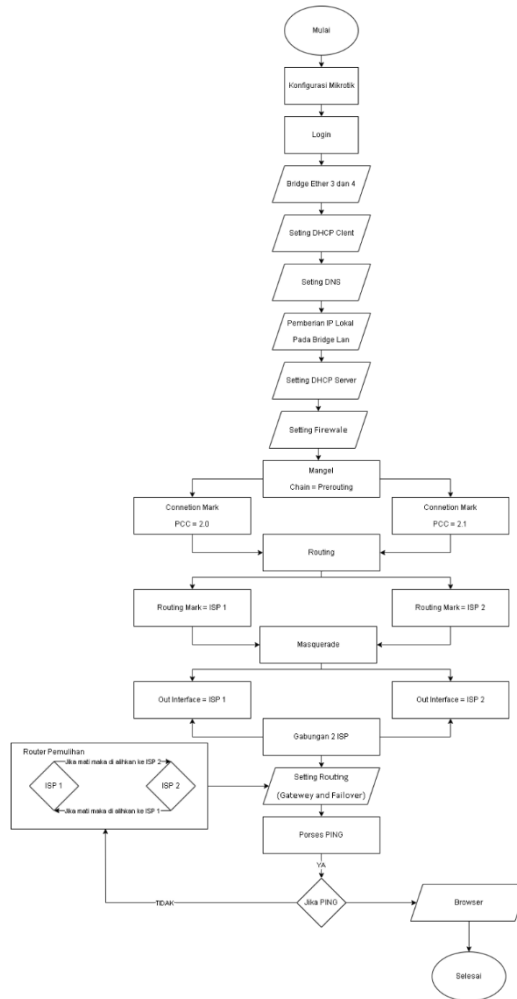 Mulai
Konfigurasi Mikrotik
Login
Bridge Ether 3 dan 4
Seting DHCP Clent
Seting DNS
Pemberian IP Lokal
Pada Bridge Lan
Setting DHCP Server
Setting Firewale
Mangel
Chain = Prerouting
Connetion Mark
PCC = 2.0
Connetion Mark
PCC = 2.1
Routing
Routing Mark = ISP 1
Routing Mark = ISP 2
Masquerade
Out Interface = ISP 1
Out Interface = ISP 2
Gabungan 2 ISP
Router Pemulihan
Jika mati maka di alihkan ke ISP 2
ISP 1
ISP 2
Jika mati maka di alihkan ke ISP 1
Setting Routing
(Gatewey and Failover)
Porses PING
YA
Jika PING
TIDAK
Browser
Selesai